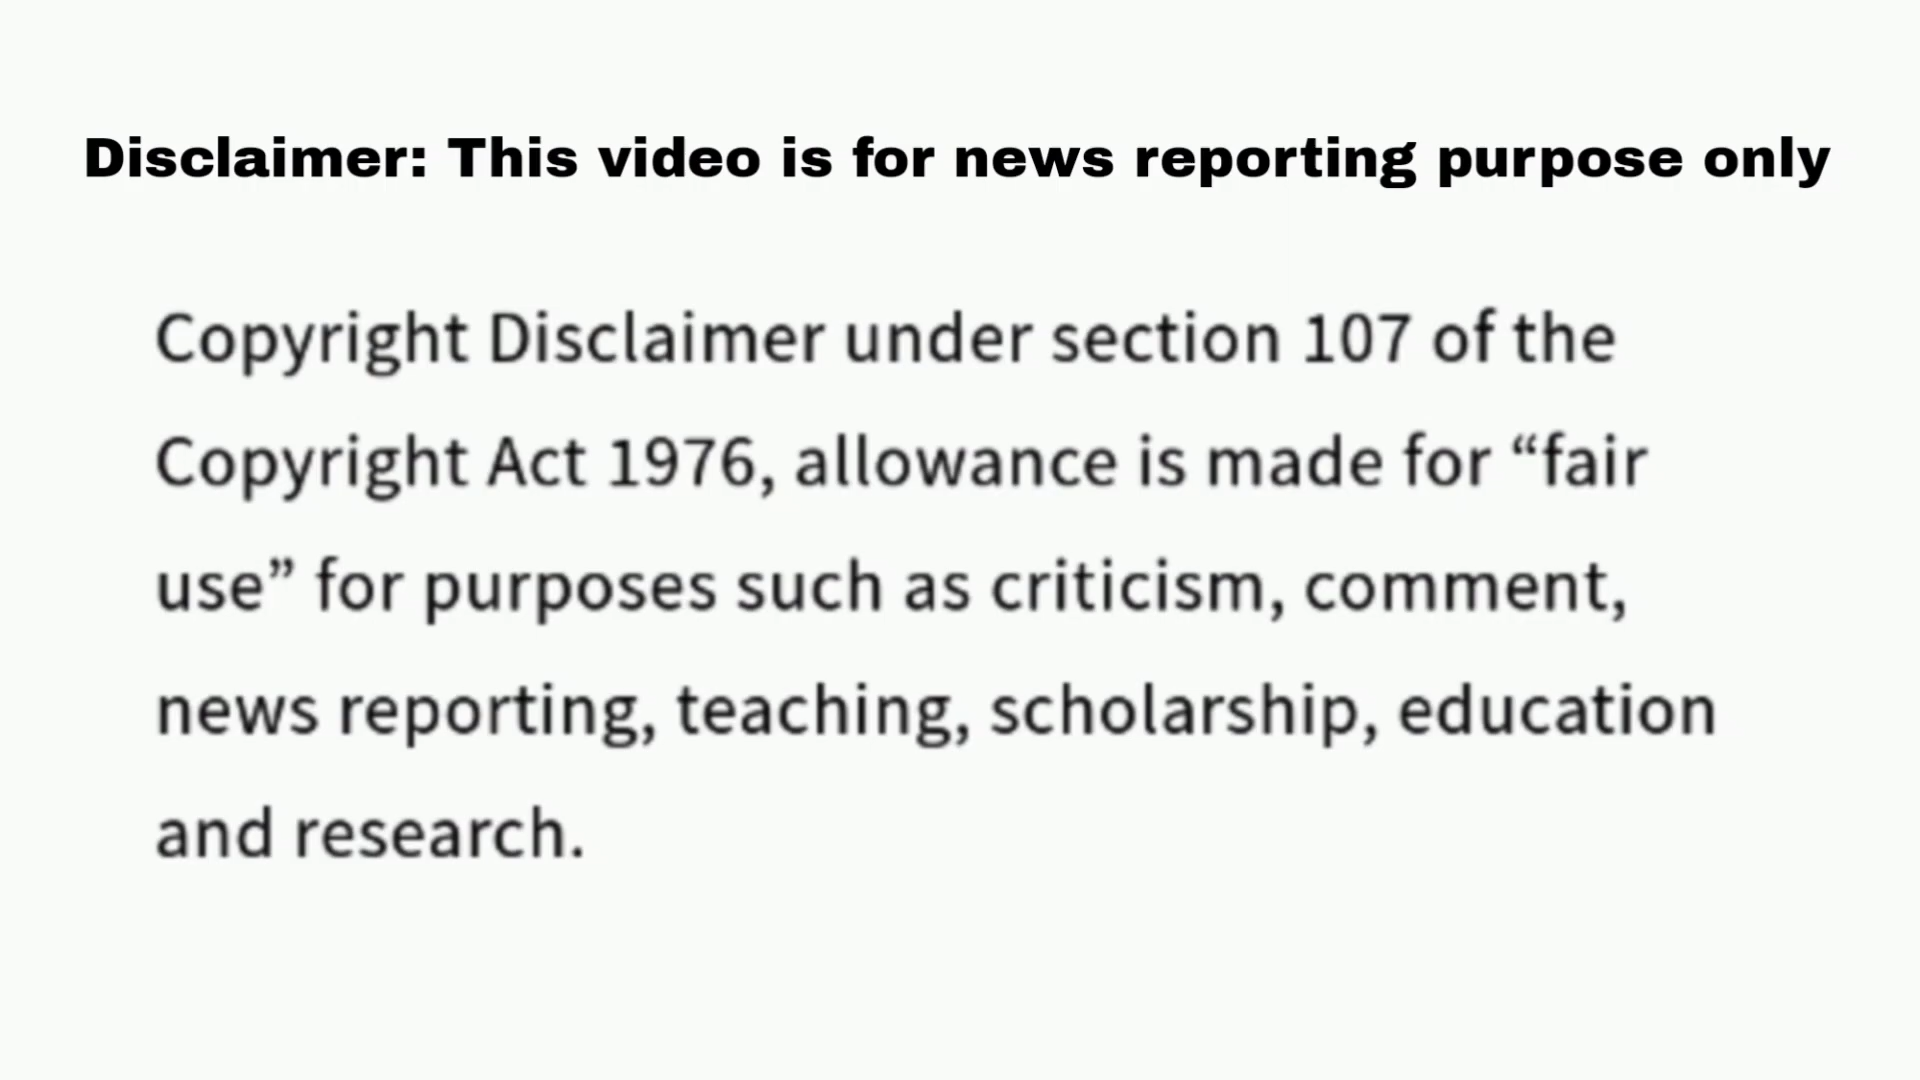 Disclaimer: This video is for news reporting purpose only
Copyright Disclaimer under section 107 of the
Copyright Act 1976, allowance is made for “fair
use” for purposes such as criticism, comment,
news reporting, teaching, scholarship, education
and research.